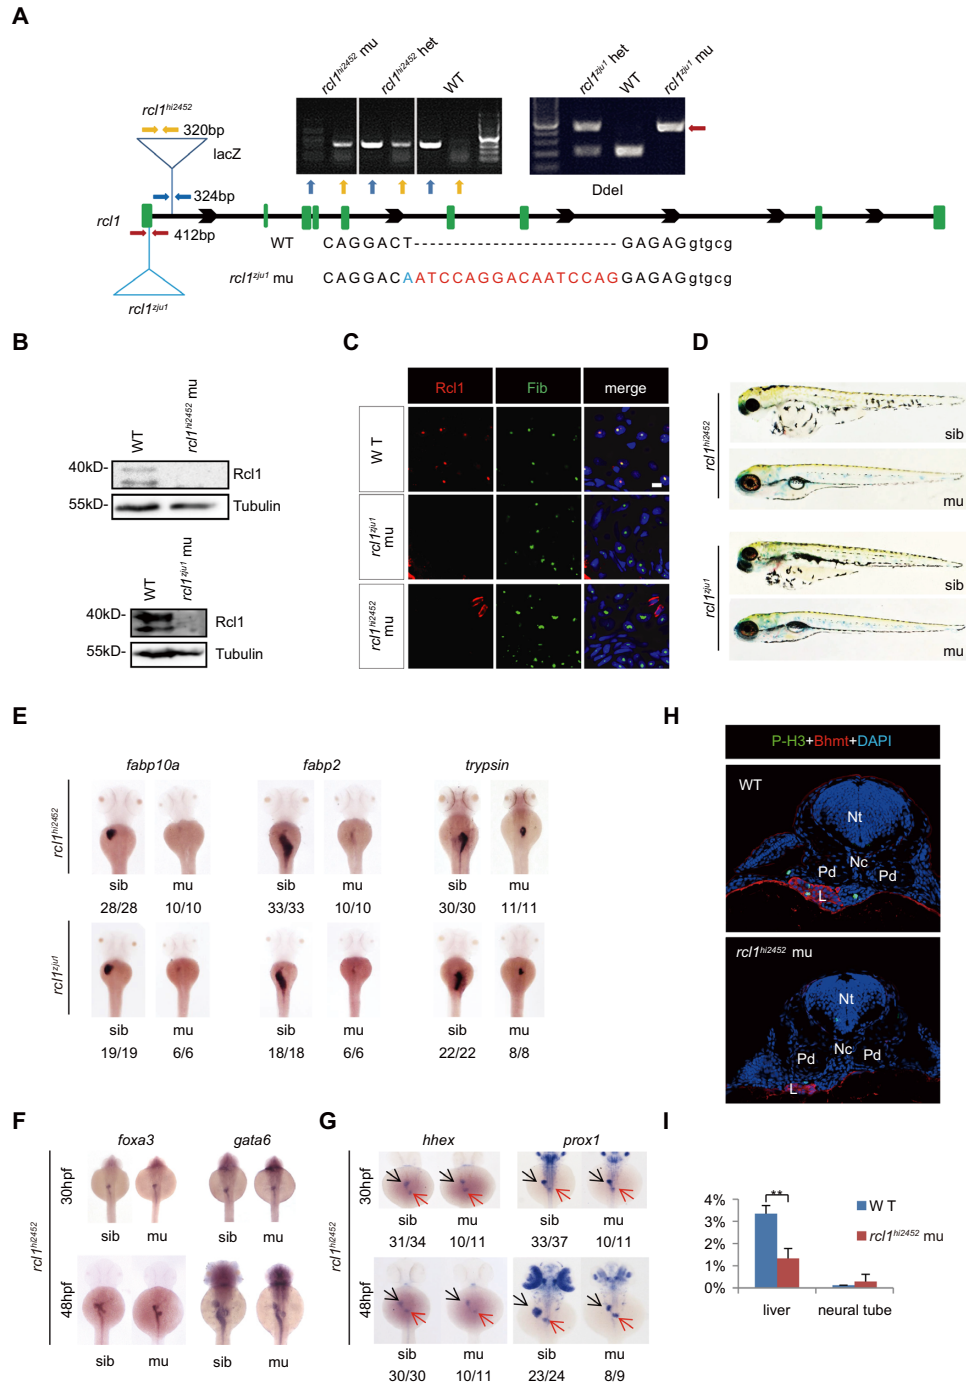 A
rcl1hi2452 mu
rcl1hi2452 het
WT
rcl1zju1 het
WT
rcl1zju1 mu
rcl1hi2452
320bp
lacZ
DdeI
324bp
rcl1
412bp
WT
CAGGACT--------------------GAGAGgtgcg
rcl1zju1 mu
CAGGACAATCCAGGACAATCCAGGAGAGgtgcg
rcl1zju1
B
WT
rcl1hi2452 mu
40kD-
Rcl1
55kD-
Tubulin
WT
rcl1zju1 mu
40kD-
Rcl1
55kD-
Tubulin
C
Rcl1
Fib
merge
W T
rcl1zju1 mu
rcl1hi2452 mu
D
rcl1hi2452
sib
mu
rcl1zju1
sib
mu
E
fabp10a
fabp2
trypsin
rcl1hi2452
sib
mu
sib
mu
sib
mu
28/28
10/10
33/33
10/10
30/30
11/11
rcl1zju1
sib
mu
sib
mu
sib
mu
19/19
6/6
18/18
6/6
22/22
8/8
H
P-H3+Bhmt+DAPI
WT
Nt
Nc
Pd
Pd
L
rcl1hi2452 mu
Nt
Nc
Pd
Pd
L
F
foxa3
gata6
rcl1hi2452
30hpf
sib
mu
sib
mu
48hpf
sib
mu
sib
mu
G
hhex
prox1
rcl1hi2452
30hpf
sib
mu
sib
mu
31/34
10/11
33/37
10/11
48hpf
sib
mu
sib
mu
30/30
10/11
23/24
8/9
I
4%
3%
2%
1%
0%
**
W T
rcl1hi2452 mu
liver
neural tube